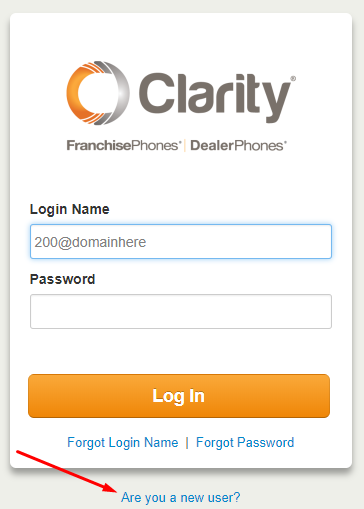 Clarity®
FranchisePhones® | DealerPhones®
Login Name
200@domainhere
Password
Log In
Forgot Login Name | Forgot Password
Are you a new user?